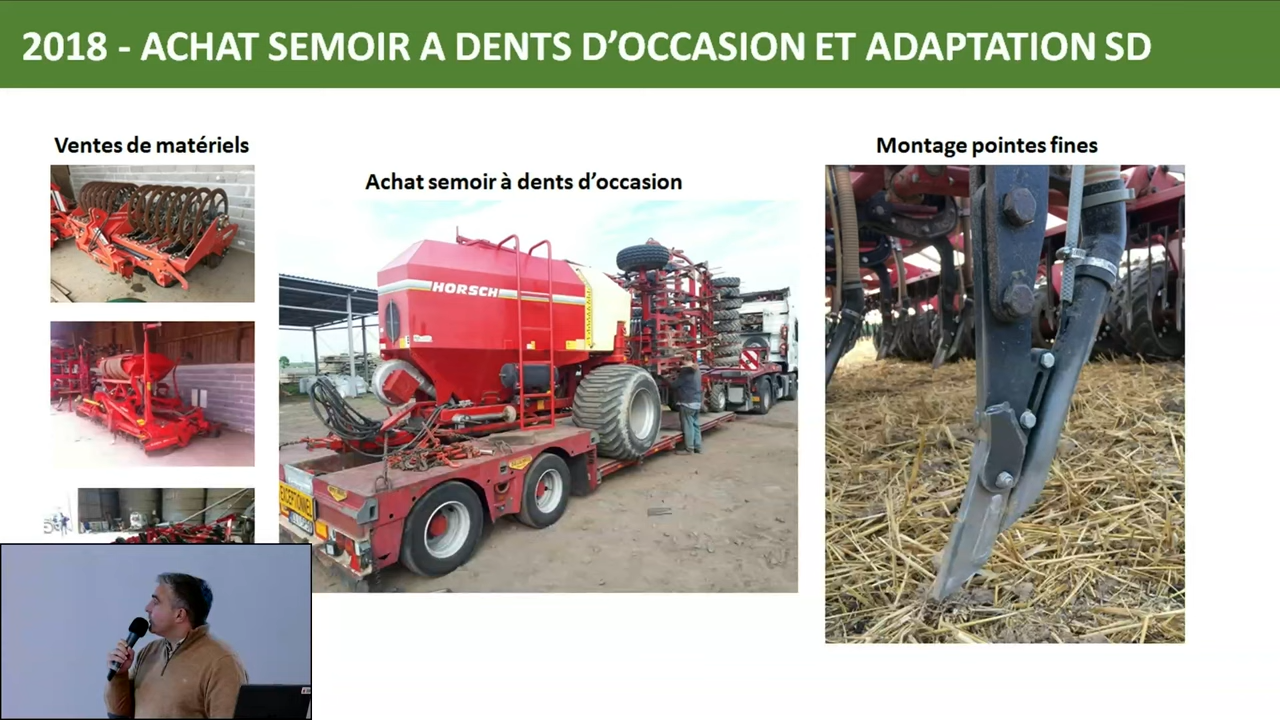 2018 - ACHAT SEMOIR A DENTS D’OCCASION ET ADAPTATION SD
Ventes de matériels
Achat semoir à dents d’occasion
Montage pointes fines
HORSCH
EXCEPTIONNEL